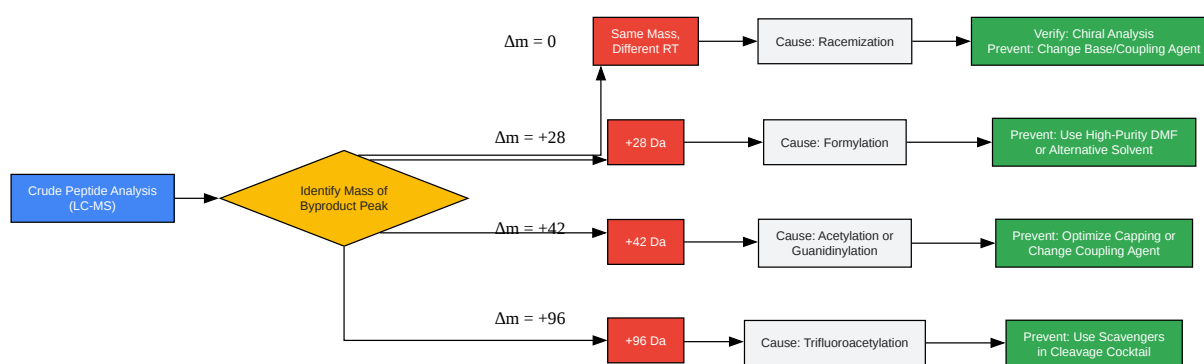 Crude Peptide Analysis
(LC-MS)
Identify Mass of
Byproduct Peak
Δm = 0
Same Mass,
Different RT
Cause: Racemization
Verify: Chiral Analysis
Prevent: Change Base/Coupling Agent
Δm = +28
+28 Da
Cause: Formylation
Prevent: Use High-Purity DMF
or Alternative Solvent
Δm = +42
+42 Da
Cause: Acetylation or
Guanidinylation
Prevent: Optimize Capping or
Change Coupling Agent
Δm = +96
+96 Da
Cause: Trifluoroacetylation
Prevent: Use Scavengers
in Cleavage Cocktail